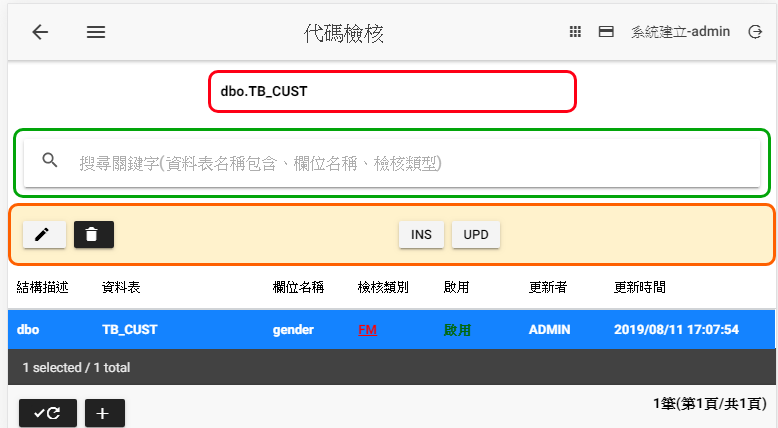 代碼檢核 系統建立-admin
dbo.TB_CUST
搜尋關鍵字(資料表名稱包含、欄位名稱、檢核類型)
INS UPD
結構描述 資料表 欄位名稱 檢核類別 啟用 更新者 更新時間
dbo TB_CUST gender FM 啟用 ADMIN 2019/08/11 17:07:54
1 selected / 1 total
1筆(第1頁/共1頁)